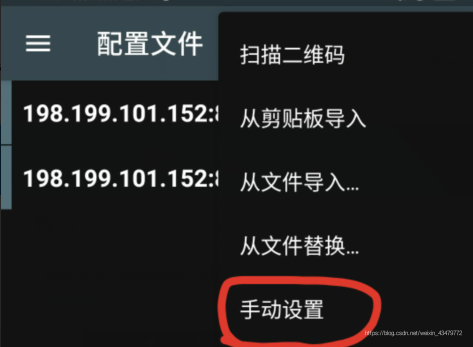 配置文件
198.199.101.152:8
198.199.101.152:8
扫描二维码
从剪贴板导入
从文件导入...
从文件替换...
手动设置
https://blog.csdn.net/weixin_43479772